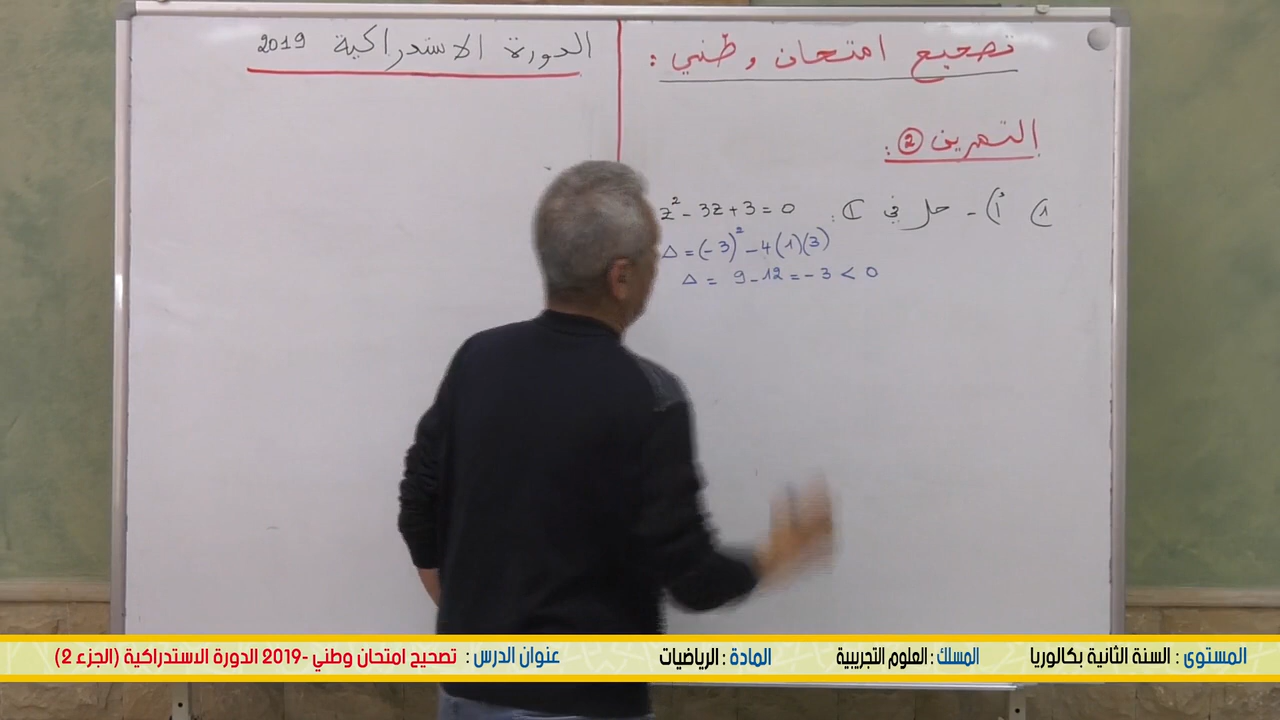 تصحيح امتحان وطني :
الدورة الاستدراكية 2019
التمرين ② :
1) أ) - حل في ℂ : z² - 3z + 3 = 0
Δ = (-3)² - 4(1)(3)
Δ = 9 - 12 = -3 < 0
المستوى : السنة الثانية بكالوريا المسلك : العلوم التجريبية المادة : الرياضيات عنوان الدرس : تصحيح امتحان وطني -2019 الدورة الاستدراكية (الجزء 2)